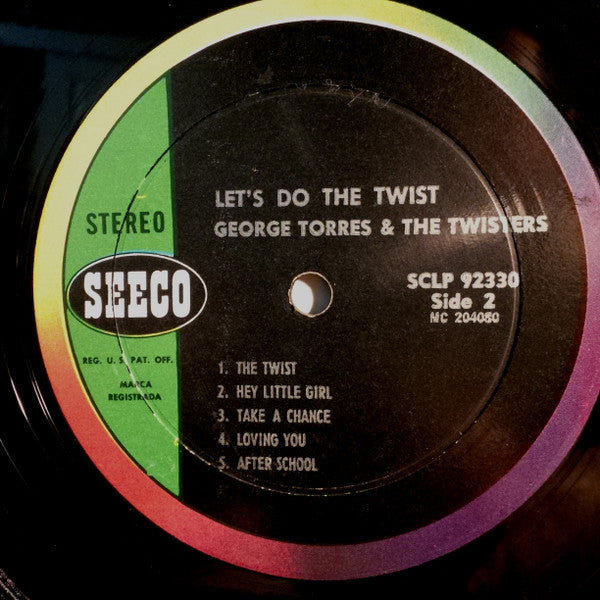 LET'S DO THE TWIST
GEORGE TORRES & THE TWISTERS
STEREO
SEECO
REG. U. S. PAT. OFF.
MARCA
REGISTRADA
SCLP 92330
Side 2
MC 204080
1. THE TWIST
2. HEY LITTLE GIRL
3. TAKE A CHANCE
4. LOVING YOU
5. AFTER SCHOOL